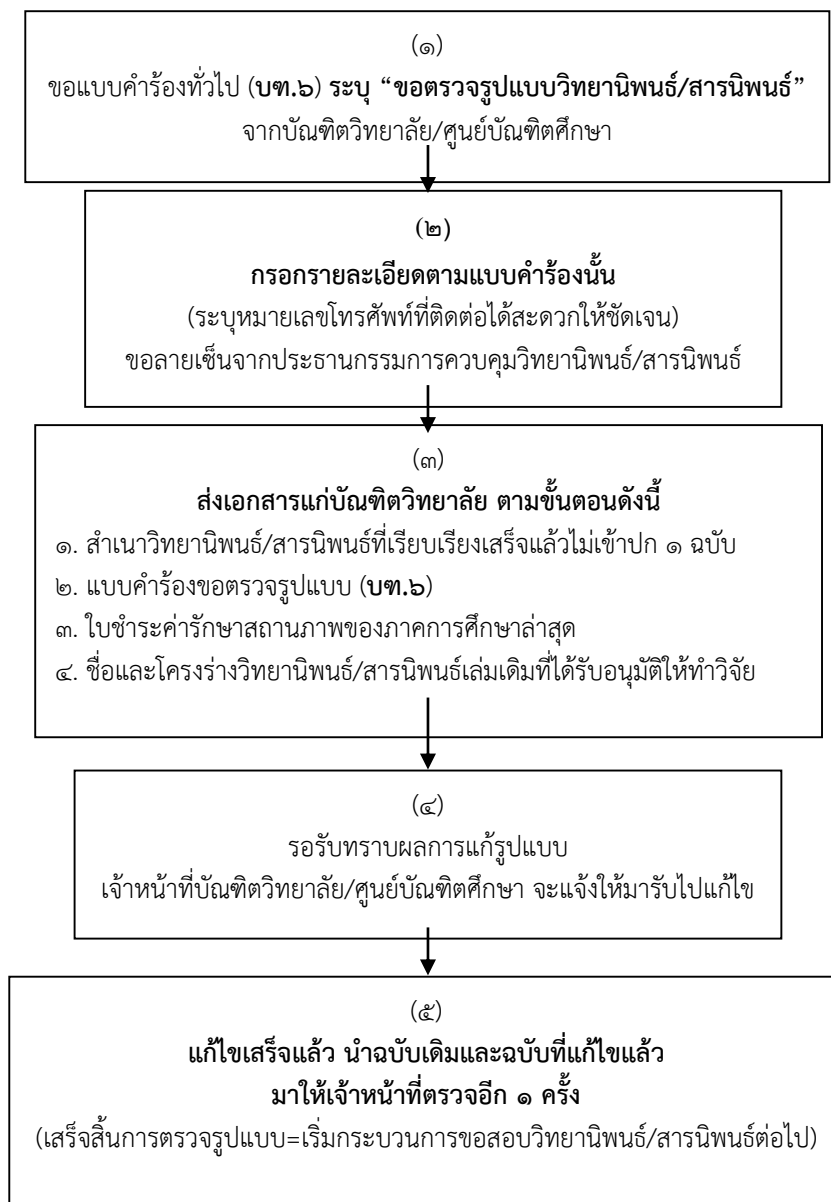 (๑)
ขอแบบคำร้องทั่วไป (บฑ.๖) ระบุ “ขอตรวจรูปแบบวิทยานิพนธ์/สารนิพนธ์”
จากบัณฑิตวิทยาลัย/ศูนย์บัณฑิตศึกษา
(๒)
กรอกรายละเอียดตามแบบคำร้องนั้น
(ระบุหมายเลขโทรศัพท์ที่ติดต่อได้สะดวกให้ชัดเจน)
ขอลายเซ็นจากประธานกรรมการควบคุมวิทยานิพนธ์/สารนิพนธ์
(๓)
ส่งเอกสารแก่บัณฑิตวิทยาลัย ตามขั้นตอนดังนี้
๑. สำเนาวิทยานิพนธ์/สารนิพนธ์ที่เรียบเรียงเสร็จแล้วไม่เข้าปก ๑ ฉบับ
๒. แบบคำร้องขอตรวจรูปแบบ (บฑ.๖)
๓. ใบชำระค่ารักษาสถานภาพของภาคการศึกษาล่าสุด
๔. ชื่อและโครงร่างวิทยานิพนธ์/สารนิพนธ์เล่มเดิมที่ได้รับอนุมัติให้ทำวิจัย
(๔)
รอรับทราบผลการแก้รูปแบบ
เจ้าหน้าที่บัณฑิตวิทยาลัย/ศูนย์บัณฑิตศึกษา จะแจ้งให้มารับไปแก้ไข
(๕)
แก้ไขเสร็จแล้ว นำฉบับเดิมและฉบับที่แก้ไขแล้ว
มาให้เจ้าหน้าที่ตรวจอีก ๑ ครั้ง
(เสร็จสิ้นการตรวจรูปแบบ=เริ่มกระบวนการขอสอบวิทยานิพนธ์/สารนิพนธ์ต่อไป)